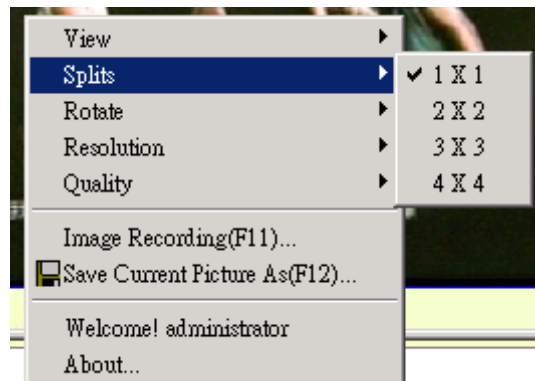 View
Splits
Rotate
Resolution
Quality
Image Recording(F11)...
Save Current Picture As(F12)...
Welcome! administrator
About...
1 X 1
2 X 2
3 X 3
4 X 4